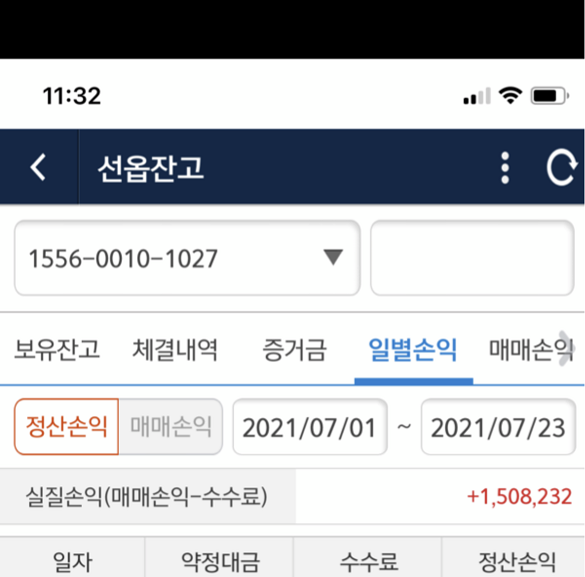 11:32
선옵잔고
1556-0010-1027
보유잔고 체결내역 증거금 일별손익 매매손익
정산손익 매매손익 2021/07/01 ~ 2021/07/23
실질손익(매매손익-수수료) +1,508,232
일자 약정대금 수수료 정산손익